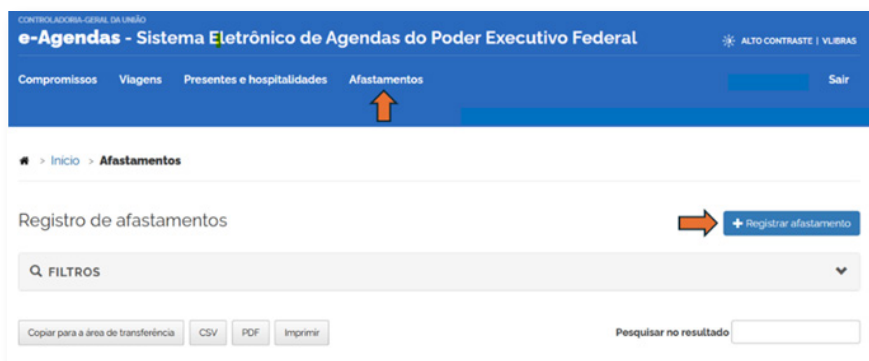 CONTROLADORIA-GERAL DA UNIÃO
e-Agendas - Sistema Eletrônico de Agendas do Poder Executivo Federal
ALTO CONTRASTE | VLIBRAS
Compromissos Viagens Presentes e hospitalidades Afastamentos Sair
> Início > Afastamentos
Registro de afastamentos
+ Registrar afastamento
FILTROS
Copiar para a área de transferência CSV PDF Imprimir Pesquisar no resultado